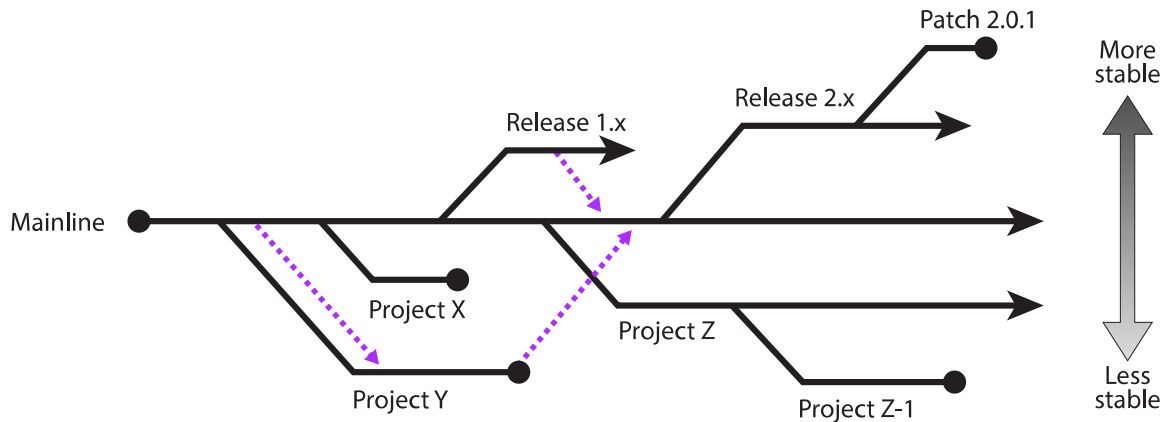 Patch 2.0.1
More
stable
Release 2.x
Release 1.x
Mainline
Project X
Project Z
Project Y
Project Z-1
Less
stable